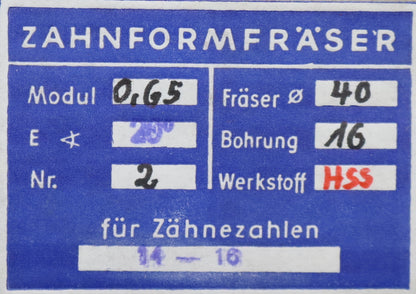 ZAHNFORMFRÄSER
Modul 0,65 Fräser ø 40
E ∢ 20° Bohrung 16
Nr. 2 Werkstoff HSS
für Zähnezahlen
14 — 16